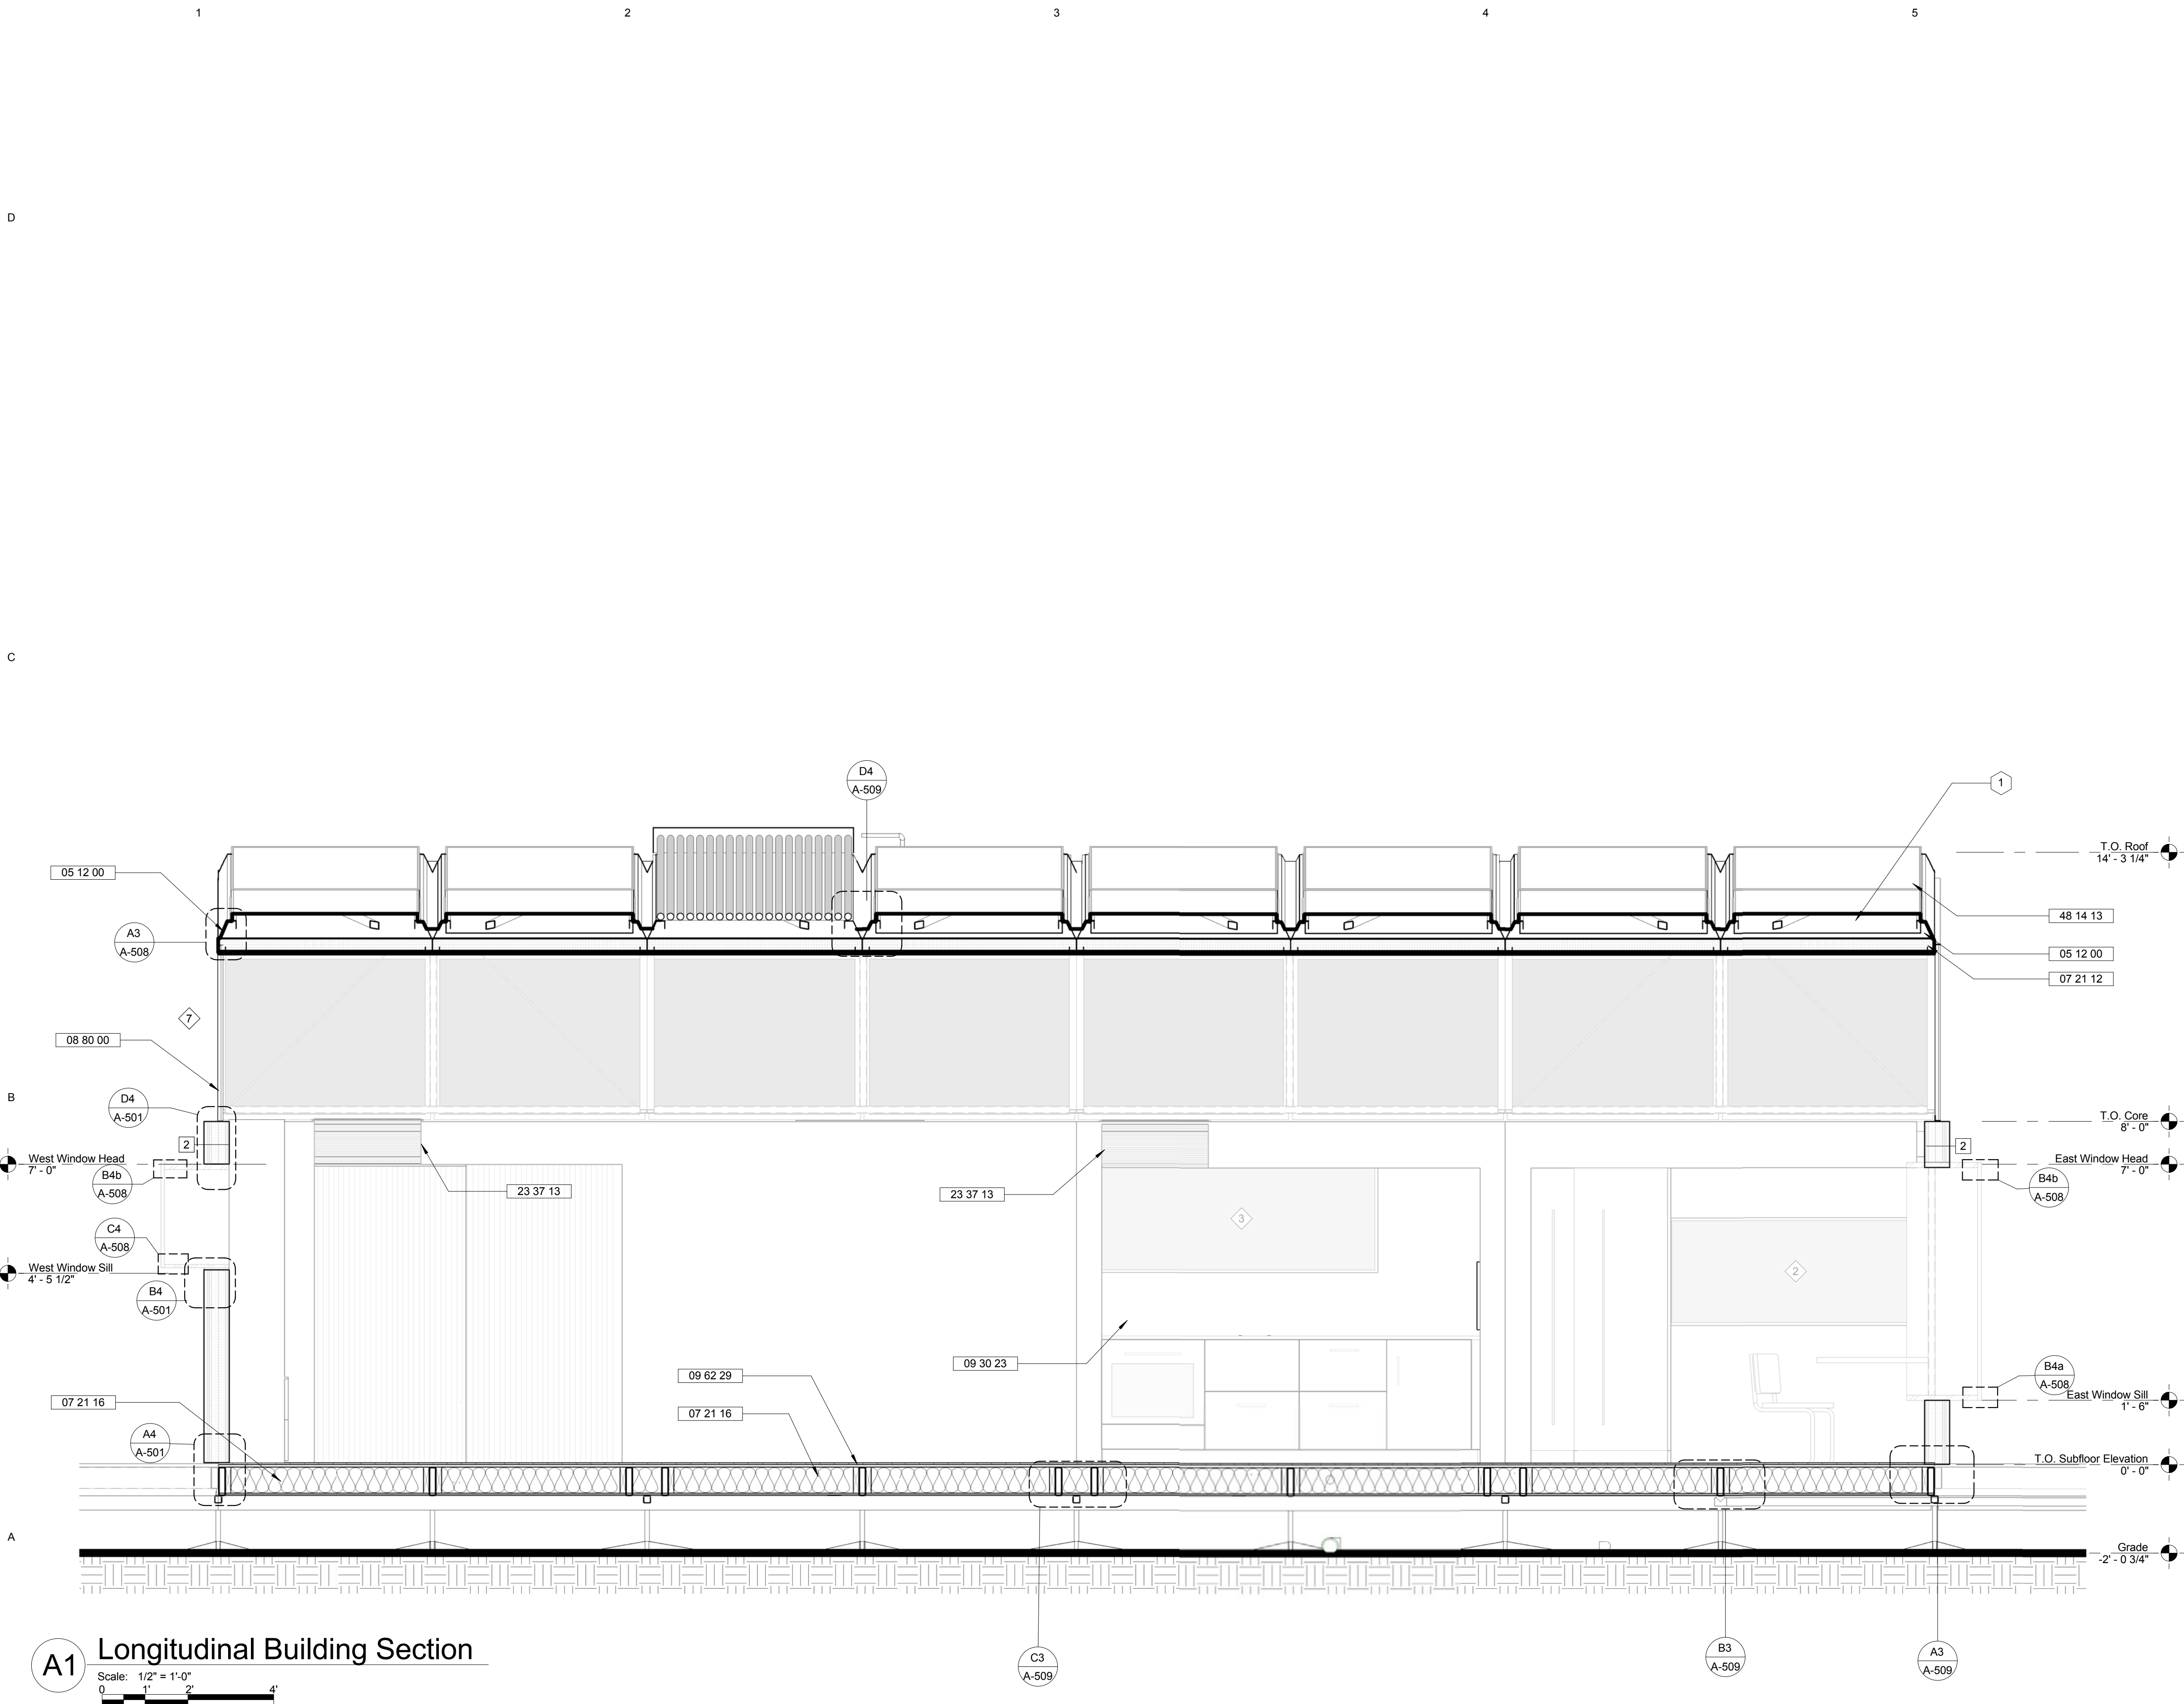 1 2 3 4 5
D
C
D4
A-509
1
T.O. Roof
14' - 3 1/4"
05 12 00
48 14 13
A3
A-508
05 12 00
07 21 12
7
08 80 00
B
D4
A-501
T.O. Core
8' - 0"
2
2
West Window Head
7' - 0"
East Window Head
7' - 0"
B4b
A-508
23 37 13
23 37 13
B4b
A-508
3
C4
A-508
West Window Sill
4' - 5 1/2"
2
B4
A-501
09 30 23
09 62 29
B4a
A-508
07 21 16
07 21 16
East Window Sill
1' - 6"
A4
A-501
T.O. Subfloor Elevation
0' - 0"
A
Grade
-2' - 0 3/4"
A1
Longitudinal Building Section
Scale: 1/2" = 1'-0"
0 1' 2' 4'
C3
A-509
B3
A-509
A3
A-509